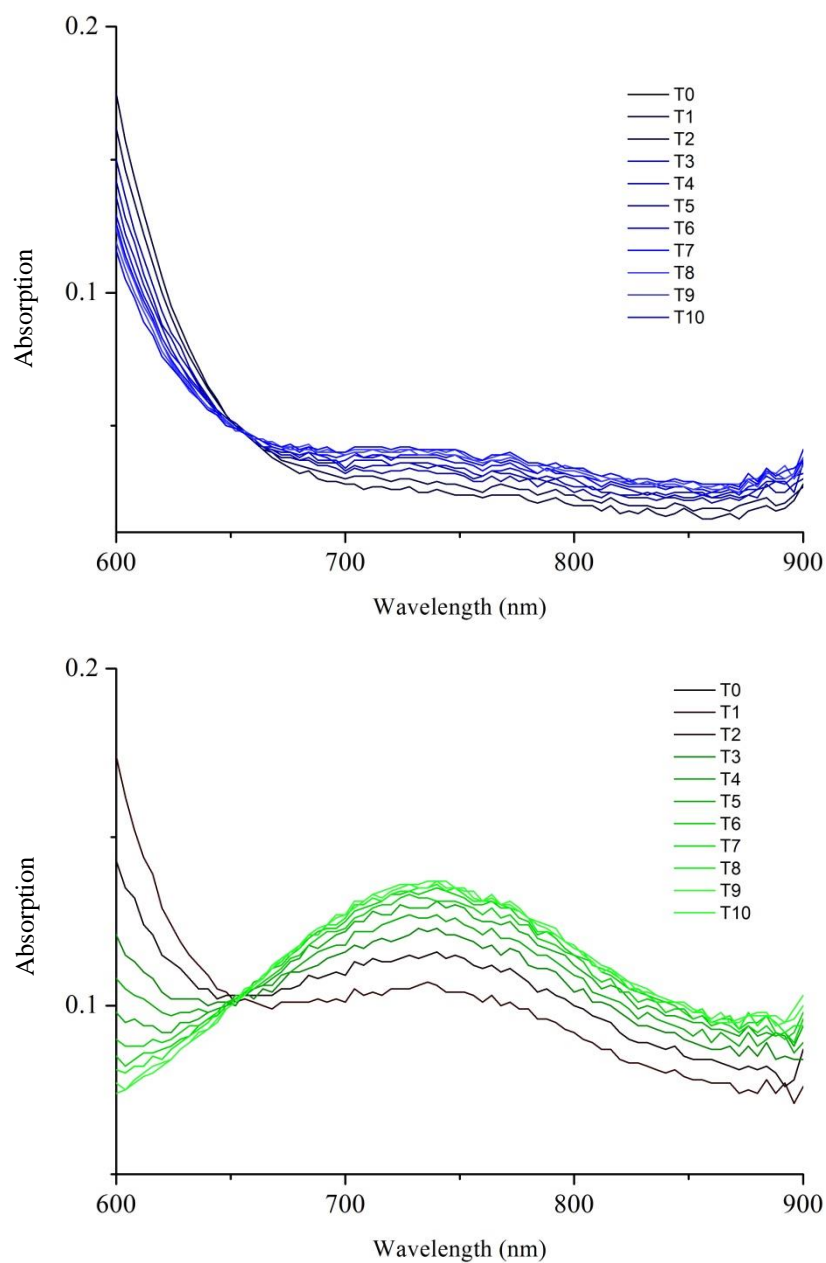 0.2
T0
T1
T2
T3
T4
T5
T6
T7
T8
T9
T10
Absorption
0.1
600
700
800
900
Wavelength (nm)
0.2
T0
T1
T2
T3
T4
T5
T6
T7
T8
T9
T10
Absorption
0.1
600
700
800
900
Wavelength (nm)